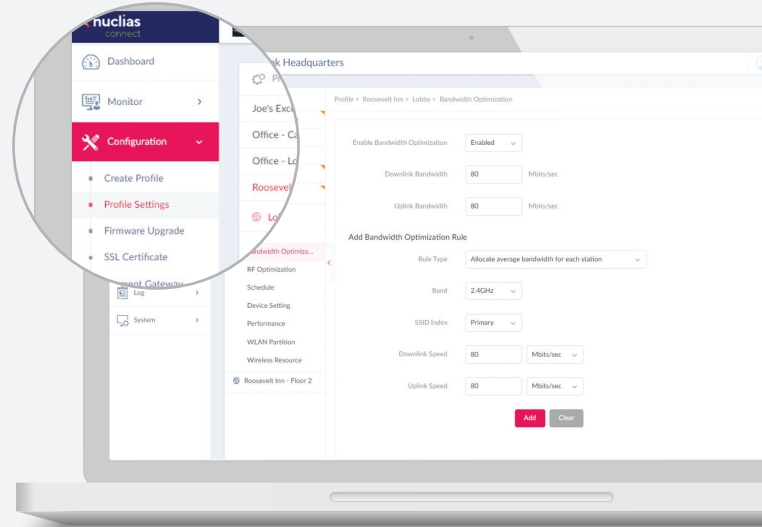 nuclias
connect
Dashboard
Monitor
Configuration
Create Profile
Profile Settings
Firmware Upgrade
SSL Certificate
Gateway
Log
System
Headquarters
Joe's
Office -
Office -
Bandwidth Optimiza...
RF Optimization
Schedule
Device Setting
Performance
WLAN Partition
Wireless Resource
Roosevelt Inn - Floor 2
Profile > Roosevelt Inn > Lobby > Bandwidth Optimization
Enable Bandwidth Optimization Enabled
Downlink Bandwidth 80 Mbits/sec
Uplink Bandwidth 80 Mbits/sec
Add Bandwidth Optimization Rule
Rule Type Allocate average bandwidth for each station
Band 2.4GHz
SSID Index Primary
Downlink Speed 80 Mbits/sec
Uplink Speed 80 Mbits/sec
Add Clear